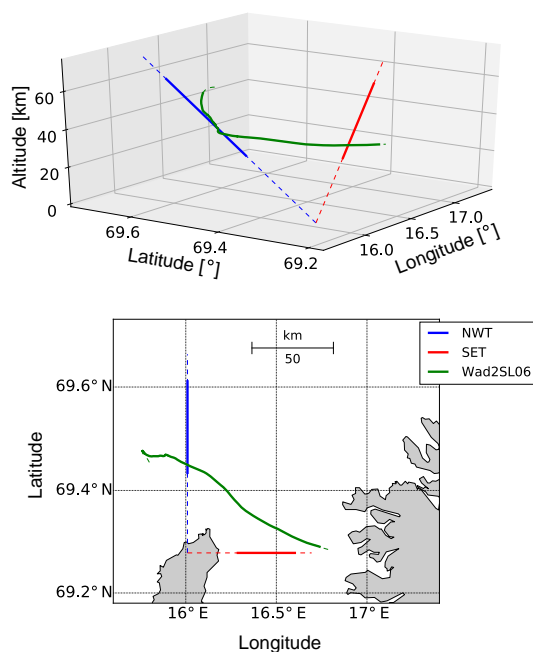 Altitude [km]
60
40
20
0
69.6
69.4
69.2
Latitude [°]
16.0
16.5
17.0
Longitude [°]
km
50
NWT
SET
Wad2SL06
69.6° N
69.4° N
69.2° N
Latitude
16° E
16.5° E
17° E
Longitude